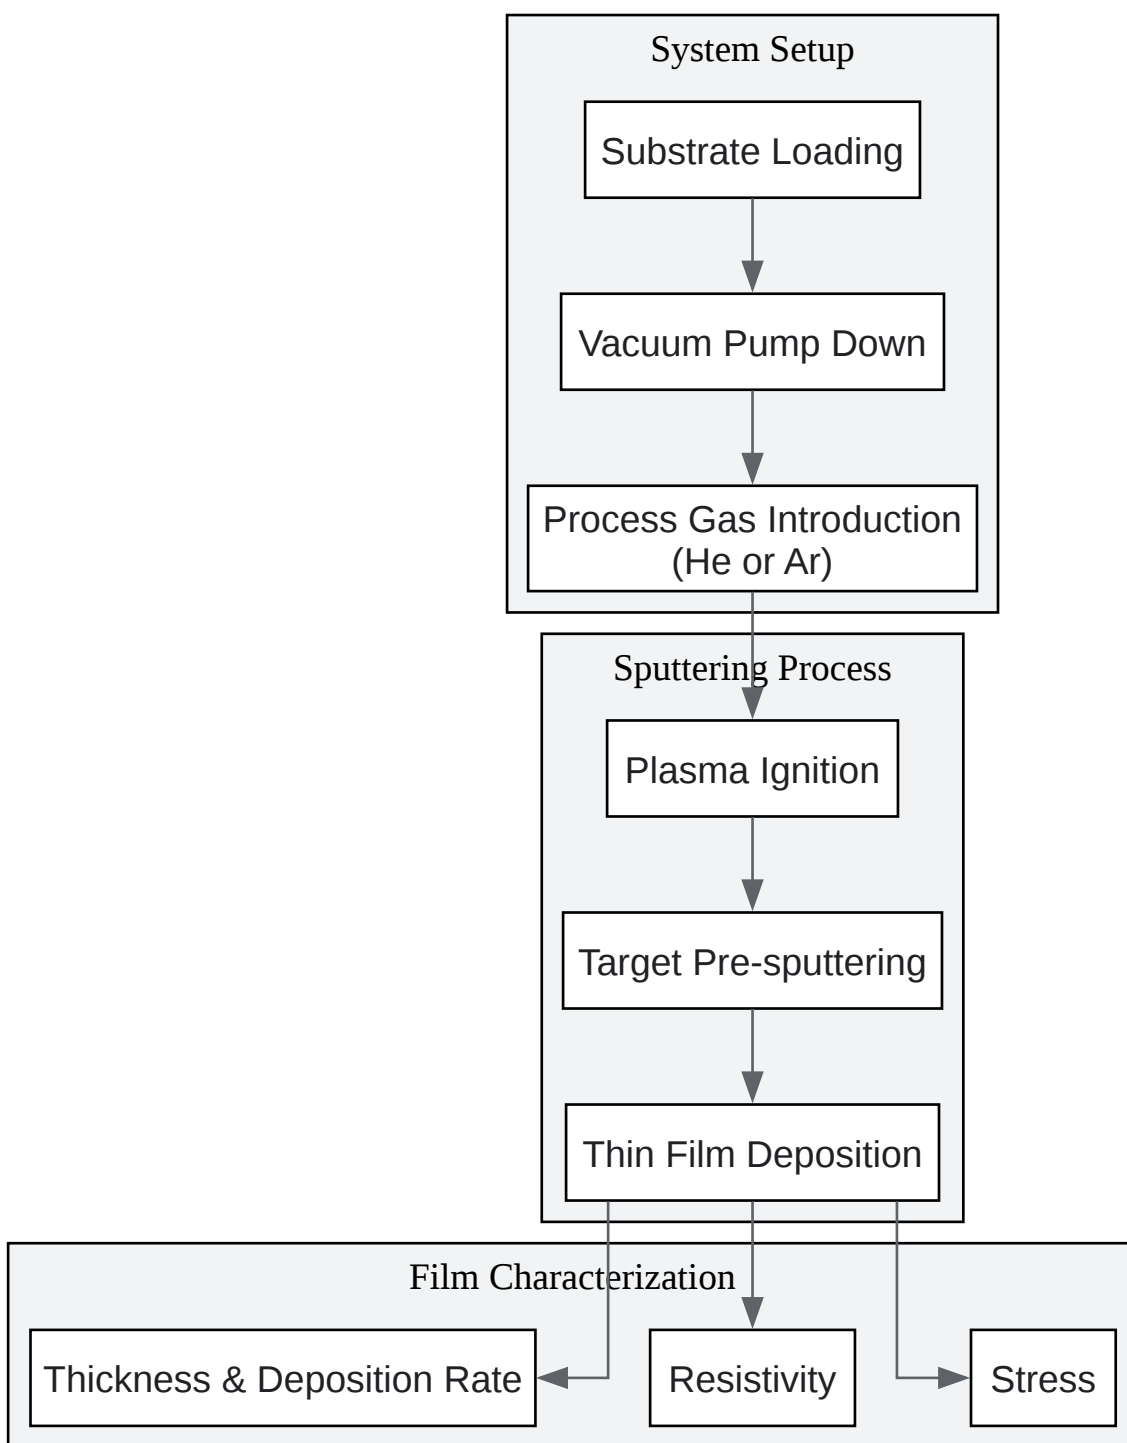 System Setup
Substrate Loading
Vacuum Pump Down
Process Gas Introduction
(He or Ar)
Sputtering Process
Plasma Ignition
Target Pre-sputtering
Thin Film Deposition
Film Characterization
Thickness & Deposition Rate
Resistivity
Stress